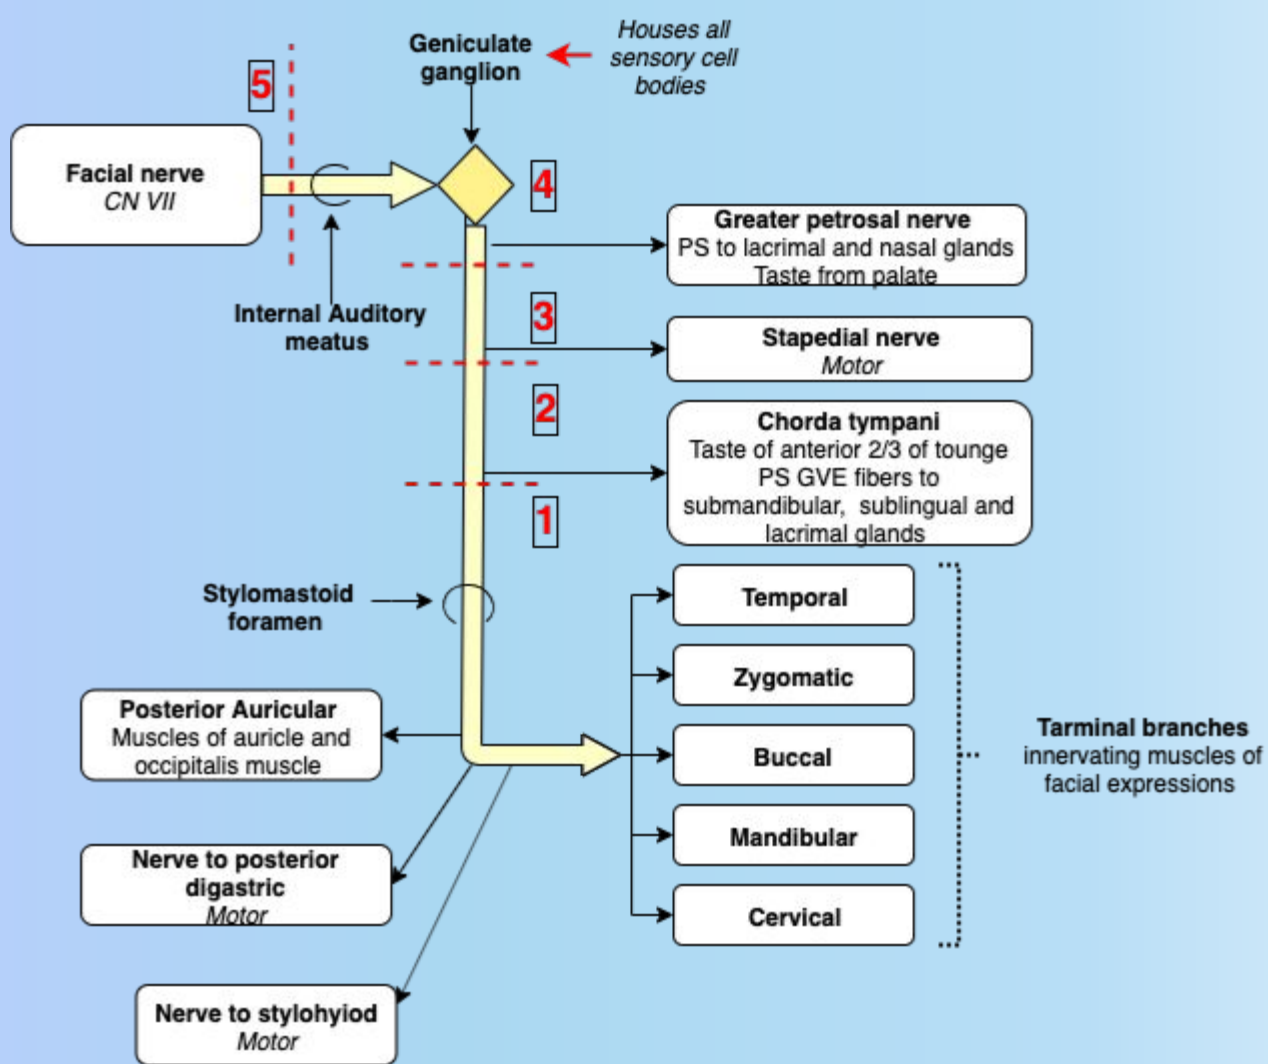 Geniculate
ganglion
Houses all
sensory cell
bodies
5
Facial nerve
CN VII
4
Internal Auditory
meatus
Greater petrosal nerve
PS to lacrimal and nasal glands
Taste from palate
3
Stapedial nerve
Motor
2
Chorda tympani
Taste of anterior 2/3 of tounge
PS GVE fibers to
submandibular, sublingual and
lacrimal glands
1
Stylomastoid
foramen
Temporal
Zygomatic
Buccal
Mandibular
Cervical
Tarminal branches
innervating muscles of
facial expressions
Posterior Auricular
Muscles of auricle and
occipitalis muscle
Nerve to posterior
digastric
Motor
Nerve to stylohyiod
Motor